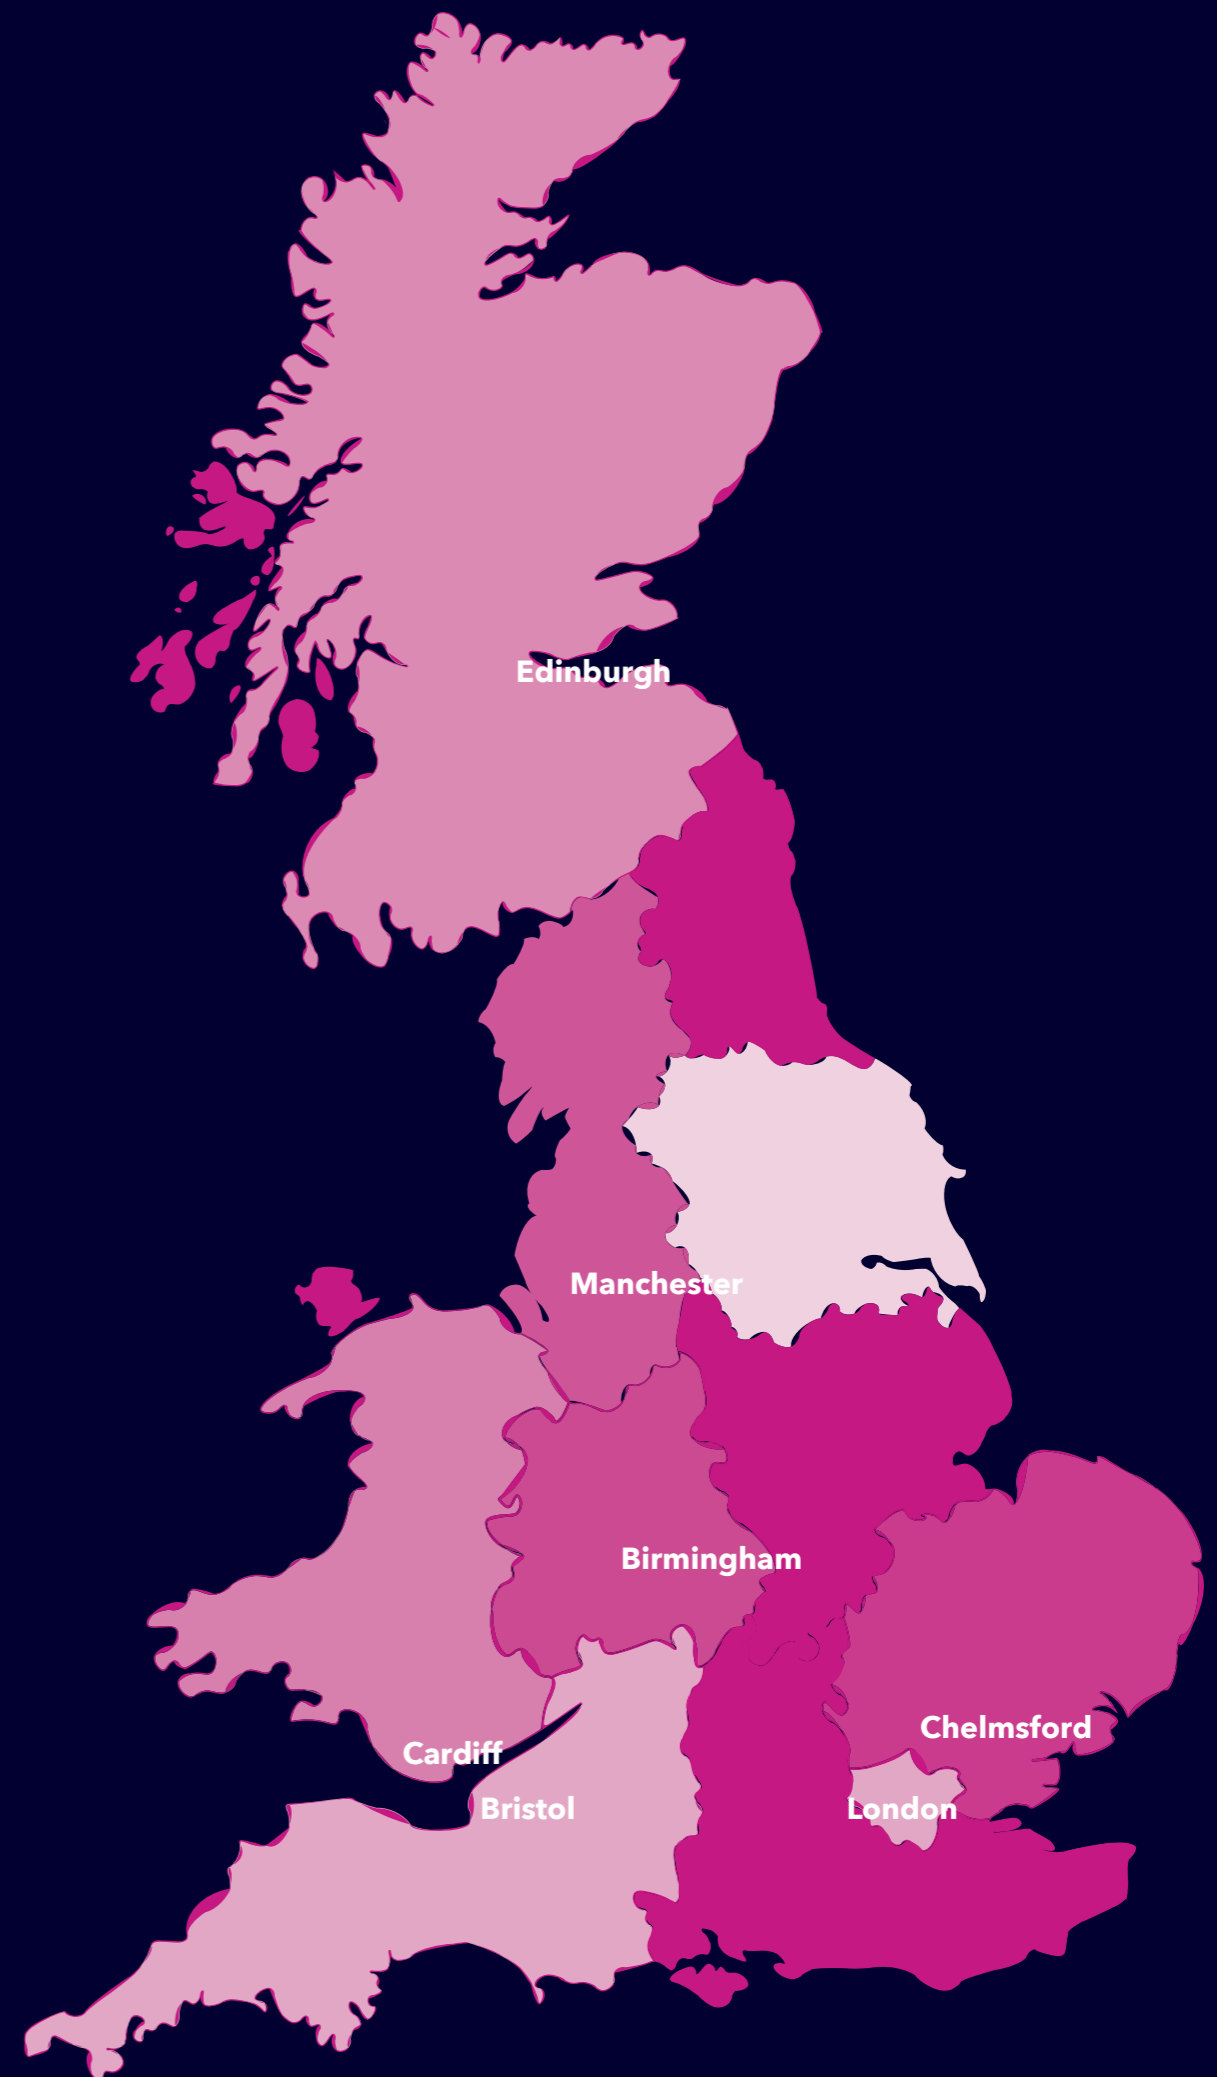 Edinburgh
Manchester
Birmingham
Chelmsford
Cardiff
Bristol
London